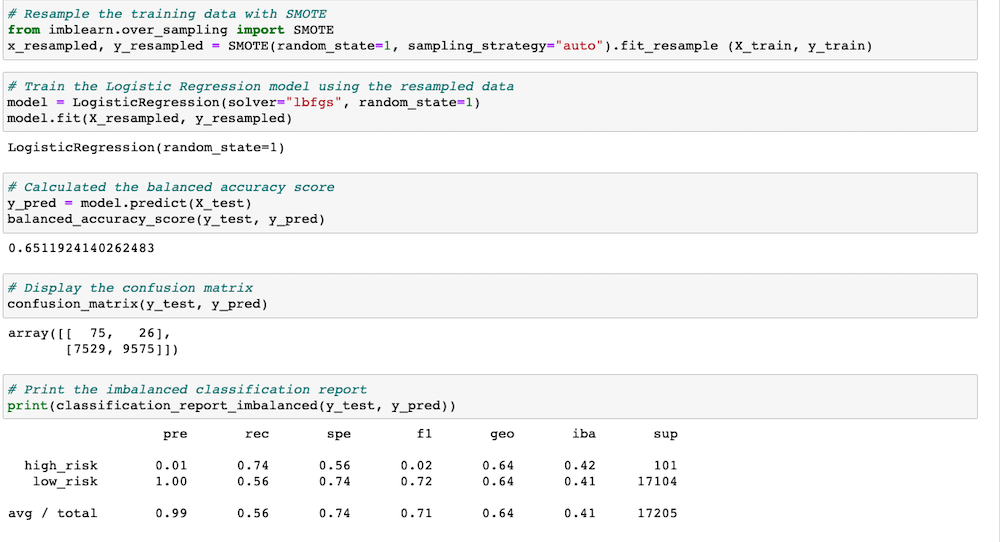 # Resample the training data with SMOTE
from imblearn.over_sampling import SMOTE
x_resampled, y_resampled = SMOTE(random_state=1, sampling_strategy="auto").fit_resample (X_train, y_train)
# Train the Logistic Regression model using the resampled data
model = LogisticRegression(solver="lbfgs", random_state=1)
model.fit(X_resampled, y_resampled)
LogisticRegression(random_state=1)
# Calculated the balanced accuracy score
y_pred = model.predict(X_test)
balanced_accuracy_score(y_test, y_pred)
0.6511924140262483
# Display the confusion matrix
confusion_matrix(y_test, y_pred)
array([[  75,   26],
       [7529, 9575]])
# Print the imbalanced classification report
print(classification_report_imbalanced(y_test, y_pred))
pre rec spe f1 geo iba sup
high_risk 0.01 0.74 0.56 0.02 0.64 0.42 101
low_risk 1.00 0.56 0.74 0.72 0.64 0.41 17104
avg / total 0.99 0.56 0.74 0.71 0.64 0.41 17205